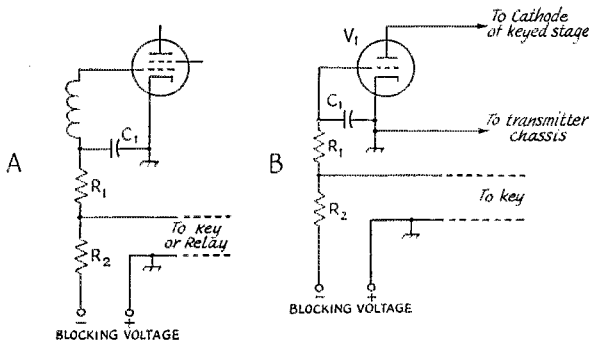 A
C₁
R₁
R₂
To key
or Relay
− +
BLOCKING VOLTAGE
B
V₁
To Cathode
of keyed stage
C₁
To transmitter
chassis
R₁
To key
R₂
− +
BLOCKING VOLTAGE